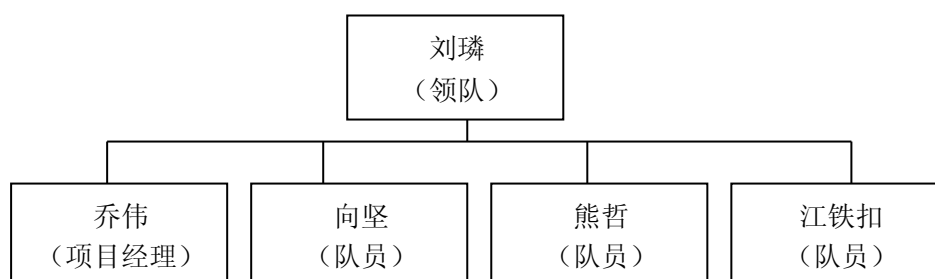 刘璘
（领队）
乔伟
（项目经理）
向坚
（队员）
熊哲
（队员）
江铁扣
（队员）